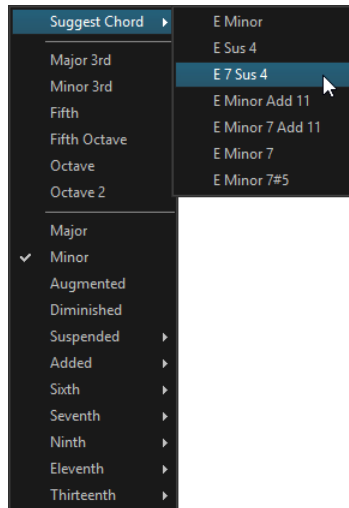 Suggest Chord
Major 3rd
Minor 3rd
Fifth
Fifth Octave
Octave
Octave 2
Major
Minor
Augmented
Diminished
Suspended
Added
Sixth
Seventh
Ninth
Eleventh
Thirteenth
E Minor
E Sus 4
E 7 Sus 4
E Minor Add 11
E Minor 7 Add 11
E Minor 7
E Minor 7#5